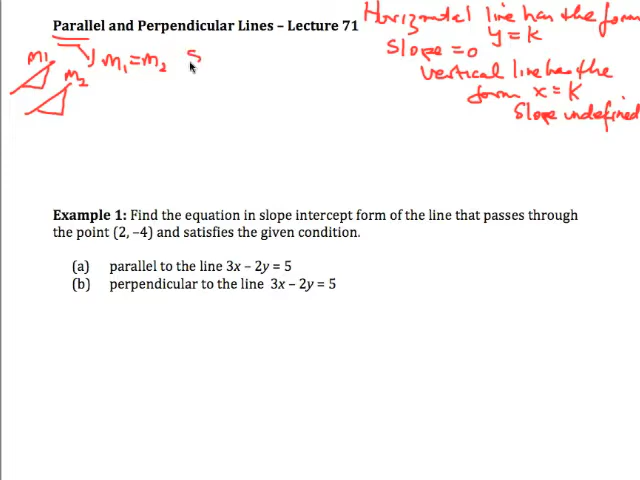 Parallel and Perpendicular Lines – Lecture 71
Horizontal line has the form
y = k
Slope = 0
Vertical line has the
form x = k
Slope undefined
m1
m2
m1 = m2 S
Example 1: Find the equation in slope intercept form of the line that passes through
the point (2, –4) and satisfies the given condition.
(a) parallel to the line 3x – 2y = 5
(b) perpendicular to the line 3x – 2y = 5